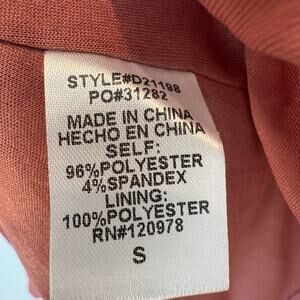 STYLE#D21198
PO#31282
MADE IN CHINA
HECHO EN CHINA
SELF:
96%POLYESTER
4%SPANDEX
LINING:
100%POLYESTER
RN#120978
S